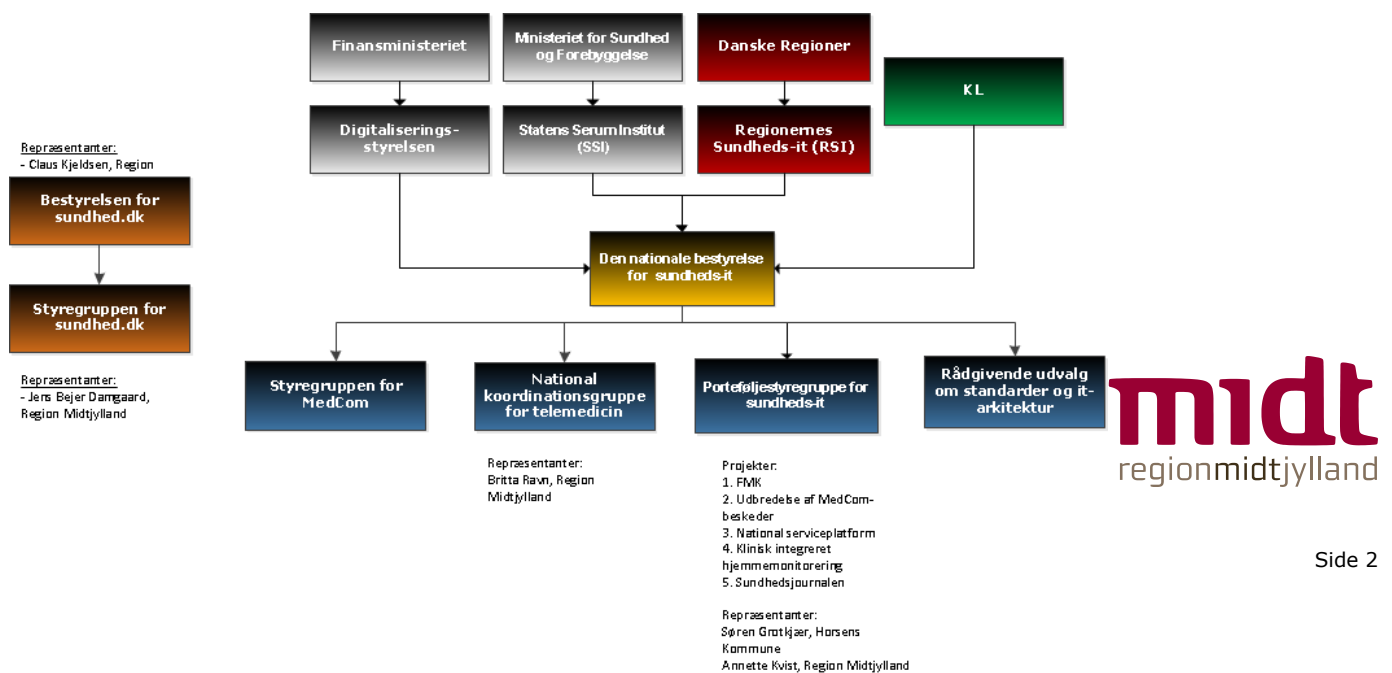 Finansministeriet
Ministeriet for Sundhed
og Forebyggelse
Danske Regioner
KL
Digitaliserings-
styrelsen
Statens Serum Institut
(SSI)
Regionernes
Sundheds-it (RSI)
Repræsentanter:
- Claus Kjeldsen, Region
Bestyrelsen for
sundhed.dk
Styregruppen for
sundhed.dk
Repræsentanter:
- Jens Bejer Damgaard,
Region Midtjylland
Den nationale bestyrelse
for sundheds-it
Styregruppen for
MedCom
National
koordinationsgruppe
for telemedicin
Porteføljestyregruppe for
sundheds-it
Rådgivende udvalg
om standarder og it-
arkitektur
Repræsentanter:
Britta Ravn, Region
Midtjylland
Projekter:
1. FMK
2. Udbredelse af MedCom-
beskeder
3. National serviceplatform
4. Klinisk integreret
hjemmemonitorering
5. Sundhedsjournalen
Repræsentanter:
Søren Grotkjær, Horsens
Kommune
Annette Kvist, Region Midtjylland
midt
regionmidtjylland
Side 2